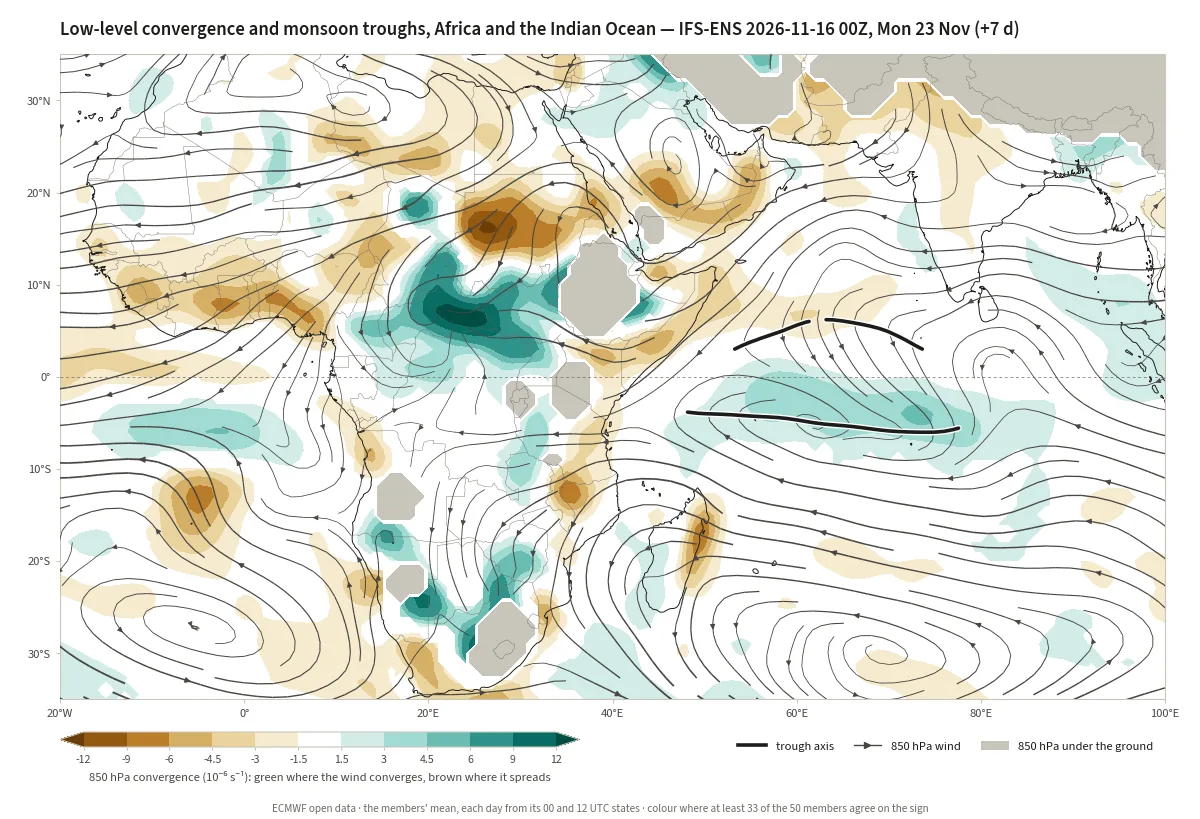 Low-level convergence and monsoon troughs, Africa and the Indian Ocean — IFS-ENS 2026-11-16 00Z, Mon 23 Nov (+7 d)
30°N
20°N
10°N
0°
10°S
20°S
30°S
20°W 0° 20°E 40°E 60°E 80°E 100°E
-12 -9 -6 -4.5 -3 -1.5 1.5 3 4.5 6 9 12
850 hPa convergence (10⁻⁶ s⁻¹): green where the wind converges, brown where it spreads
trough axis 850 hPa wind 850 hPa under the ground
ECMWF open data · the members' mean, each day from its 00 and 12 UTC states · colour where at least 33 of the 50 members agree on the sign